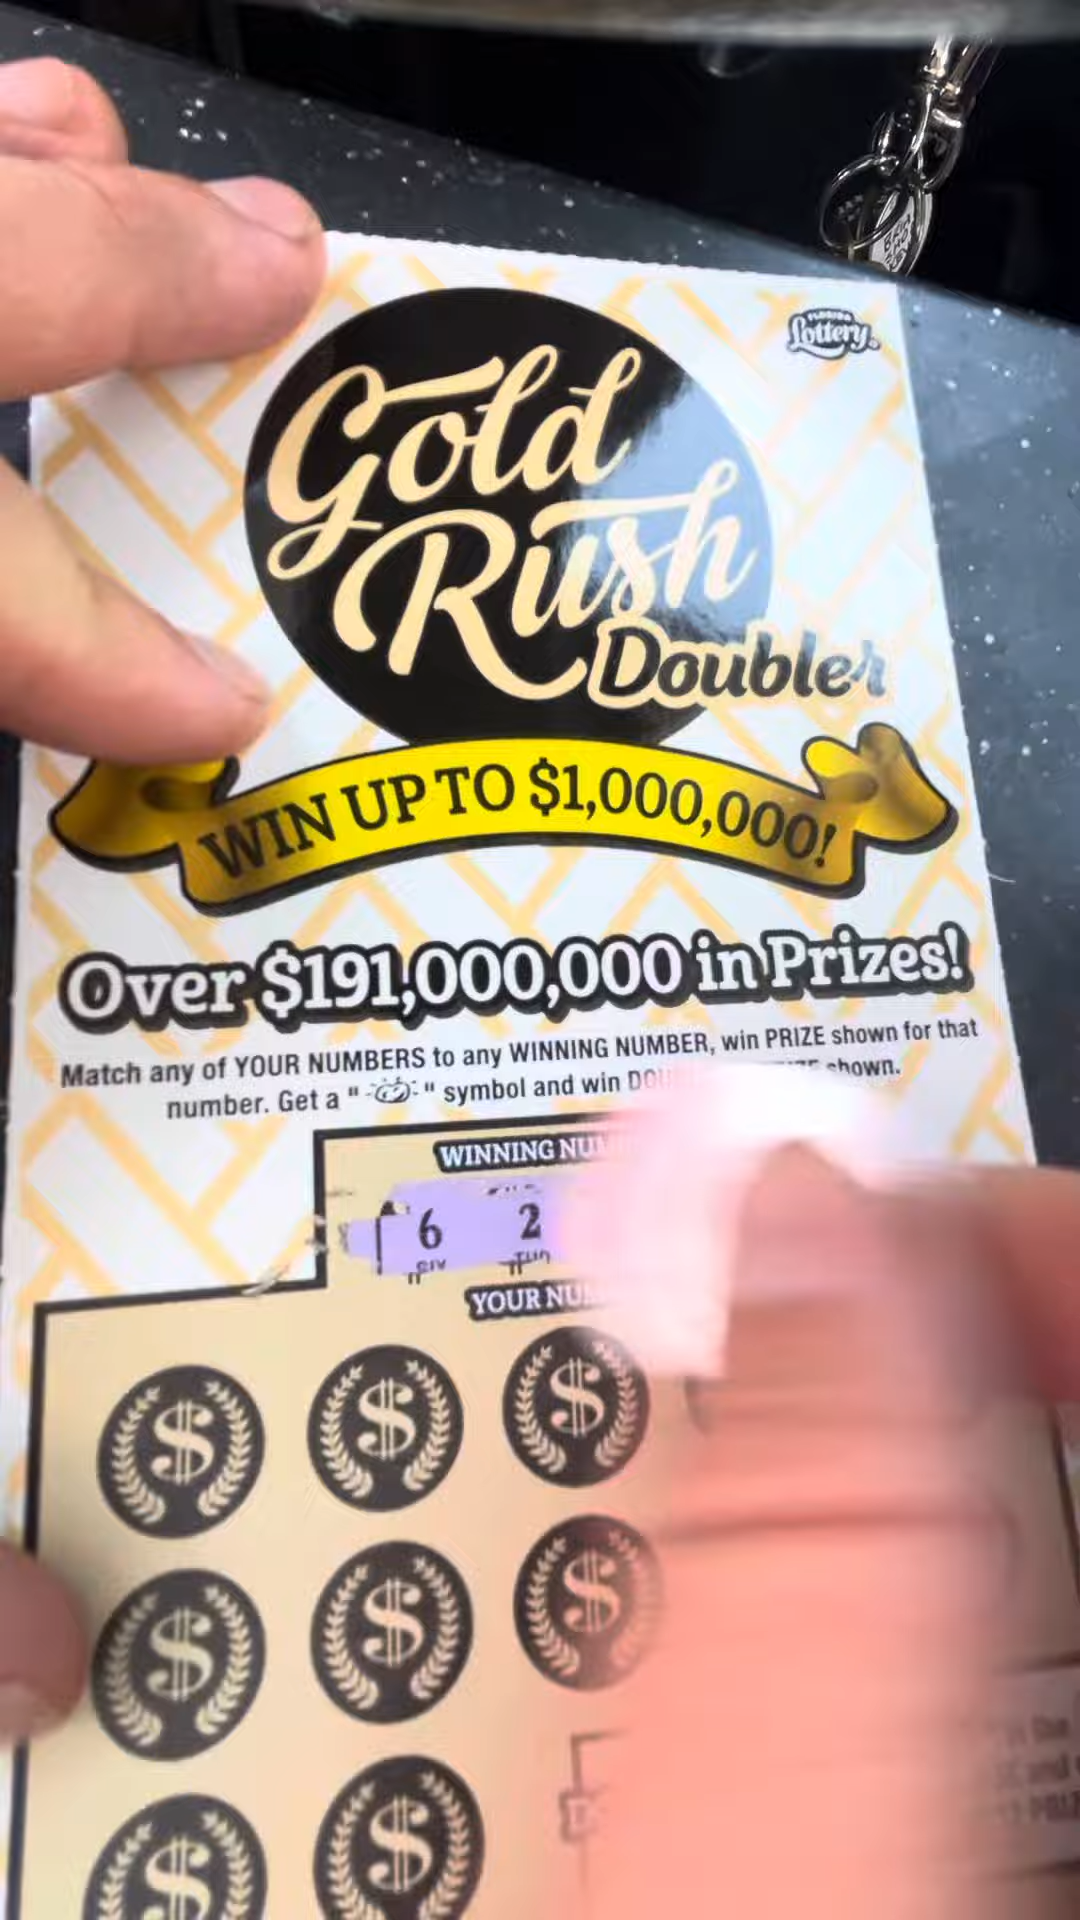 FLORIDA
Lottery
Gold
Rush
Doubler
WIN UP TO $1,000,000!
Over $191,000,000 in Prizes!
Match any of YOUR NUMBERS to any WINNING NUMBER, win PRIZE shown for that
number. Get a " " symbol and win shown.
WINNING
6 2
YOUR
$ $ $
$ $ $
$ $